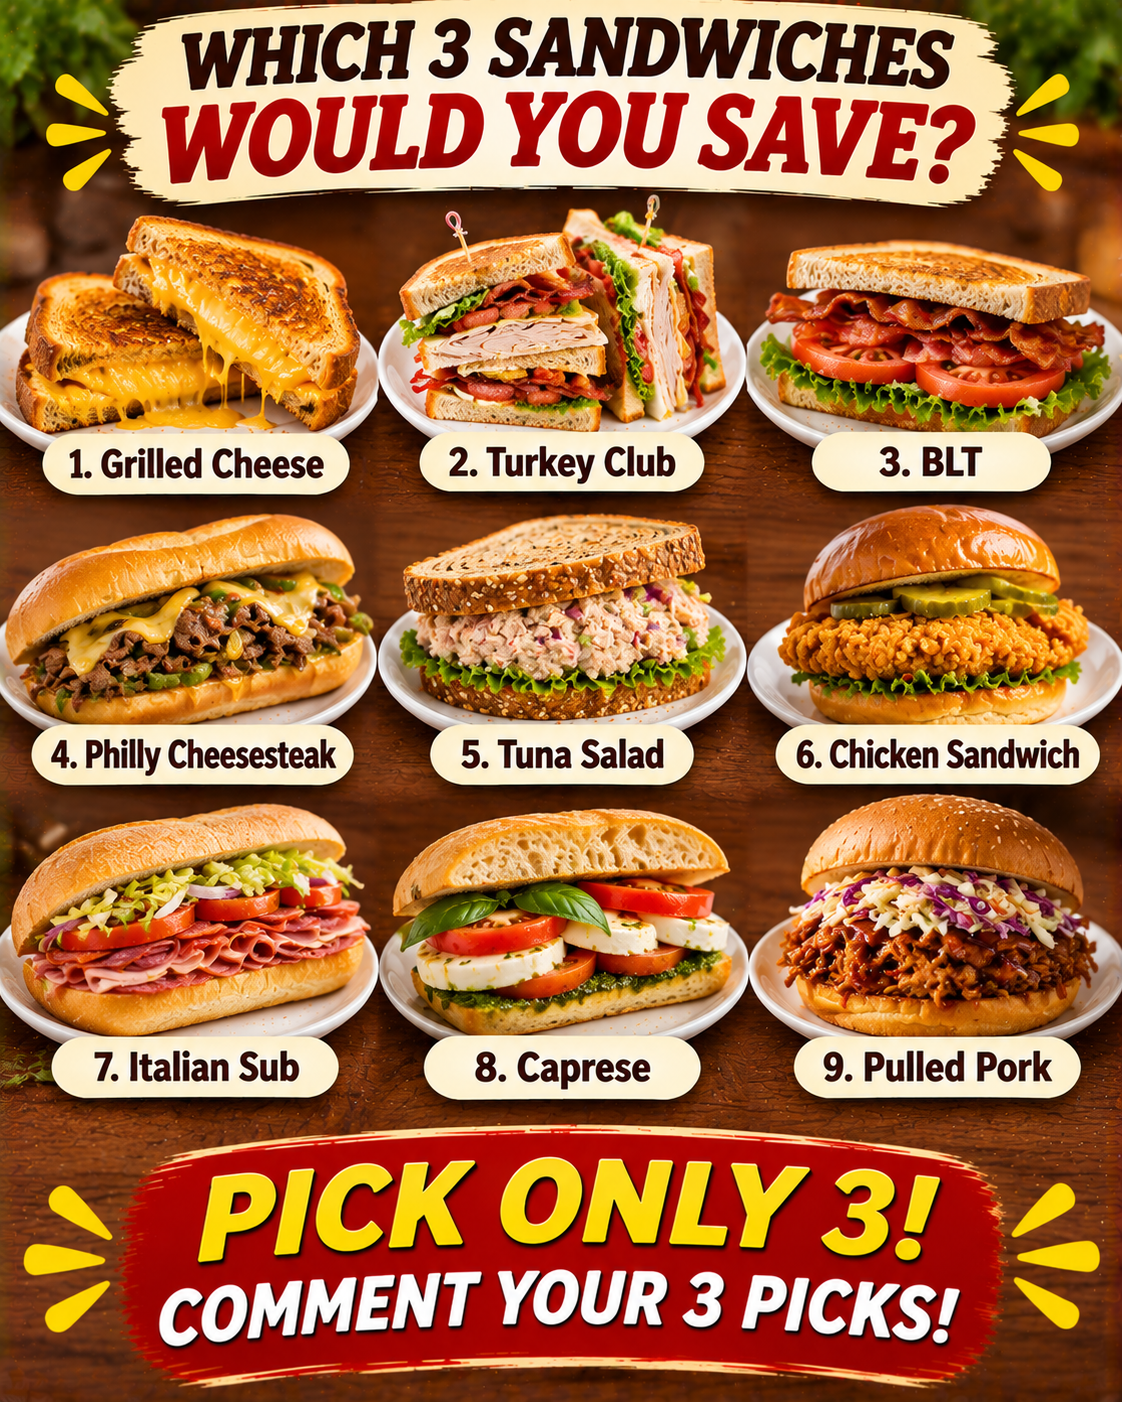 WHICH 3 SANDWICHES
WOULD YOU SAVE?
1. Grilled Cheese
2. Turkey Club
3. BLT
4. Philly Cheesesteak
5. Tuna Salad
6. Chicken Sandwich
7. Italian Sub
8. Caprese
9. Pulled Pork
PICK ONLY 3!
COMMENT YOUR 3 PICKS!